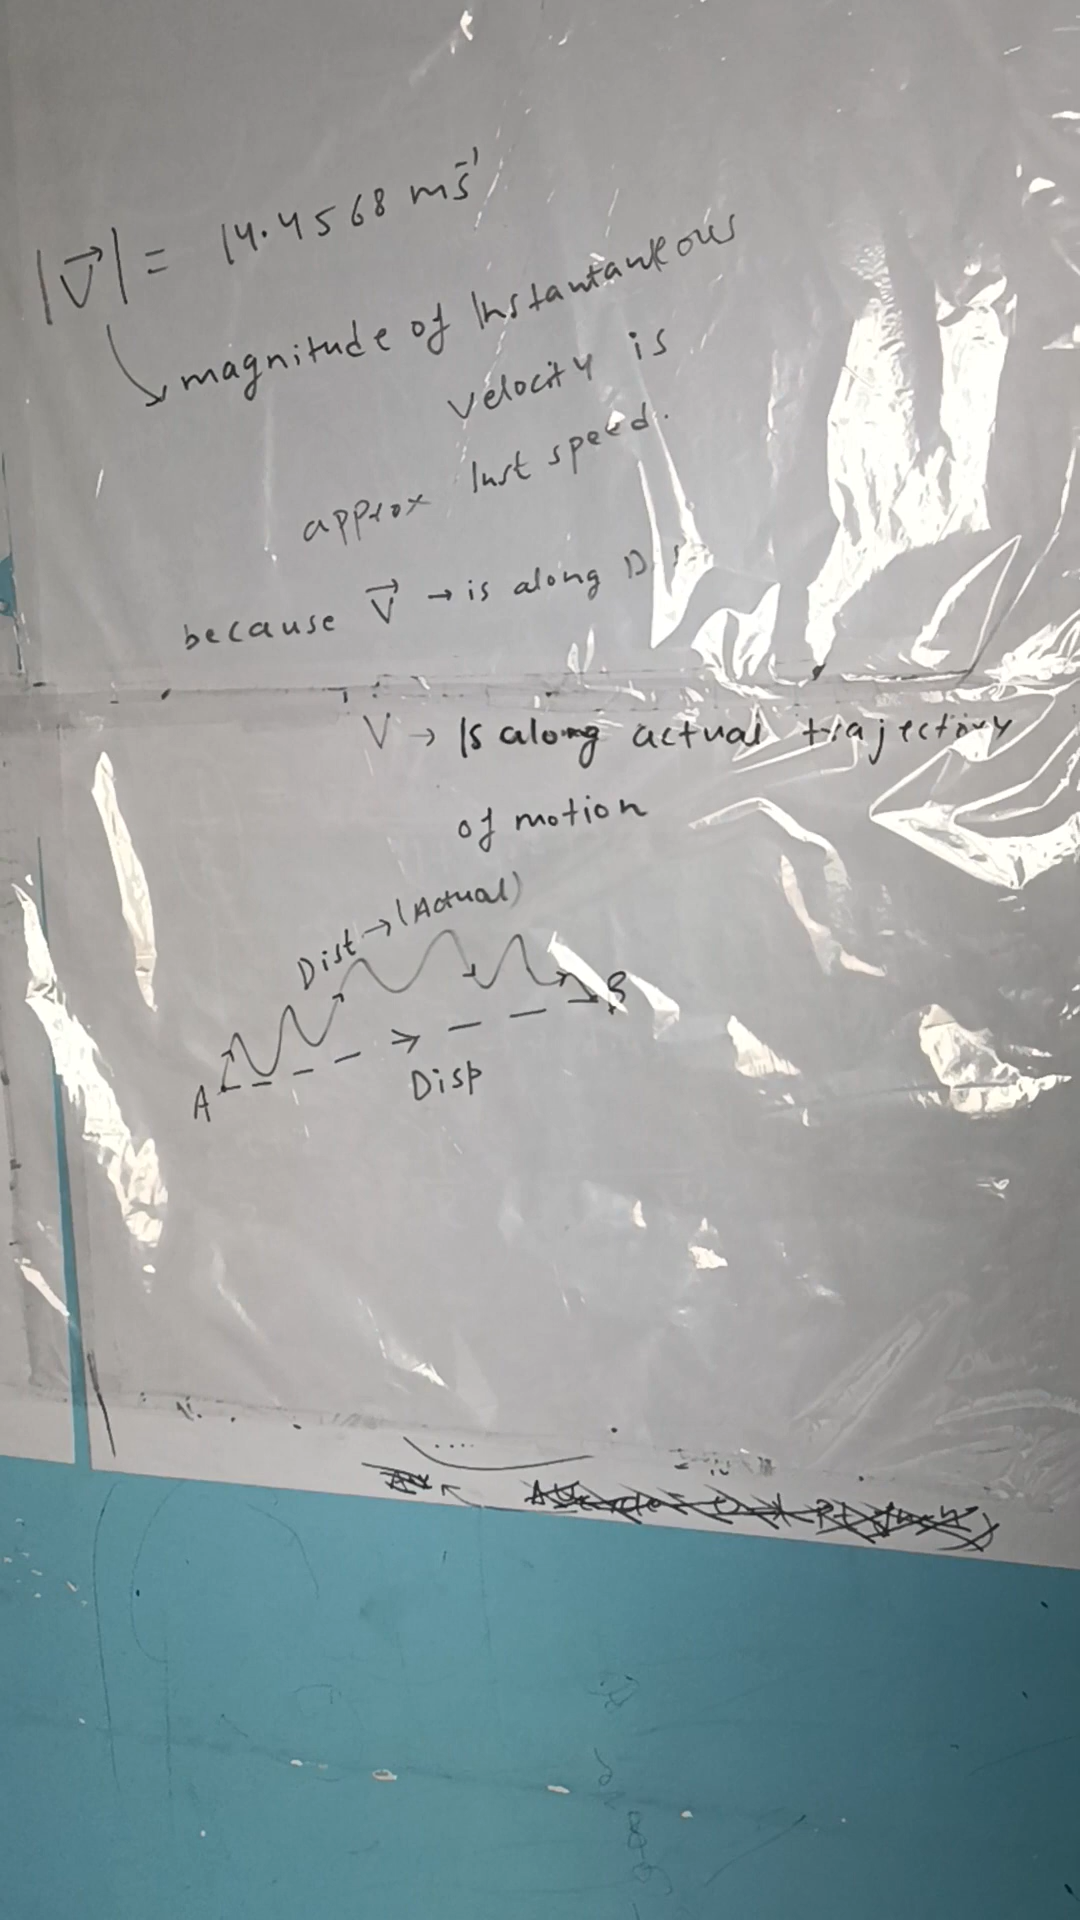 |V⃗| = 14.4568 ms⁻¹
magnitude of Instantaneous
velocity is
approx Inst speed.
because V⃗ → is along
V → Is along actual trajectory
of motion
Dist → (Actual)
B
A
Disp